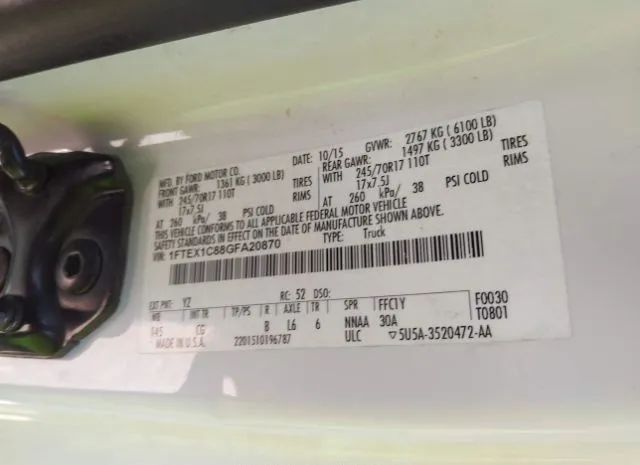 MFD. BY FORD MOTOR CO.
DATE: 10/15 GVWR: 2767 KG ( 6100 LB)
FRONT GAWR: 1361 KG ( 3000 LB) REAR GAWR: 1497 KG ( 3300 LB)
WITH 245/70R17 110T TIRES WITH 245/70R17 110T TIRES
17x7.5J RIMS 17x7.5J RIMS
AT 260 kPa/ 38 PSI COLD AT 260 kPa/ 38 PSI COLD
THIS VEHICLE CONFORMS TO ALL APPLICABLE FEDERAL MOTOR VEHICLE
SAFETY STANDARDS IN EFFECT ON THE DATE OF MANUFACTURE SHOWN ABOVE.
VIN: 1FTEX1C88GFA20870
TYPE: Truck
EXT PNT: YZ RC: 52 DSO: F0030
WB INT TR TP/PS R AXLE TR SPR FFC1Y T0801
145 CG B L6 6 NNAA 30A
MADE IN U.S.A. 2201510196787 ULC ▽5U5A-3520472-AA